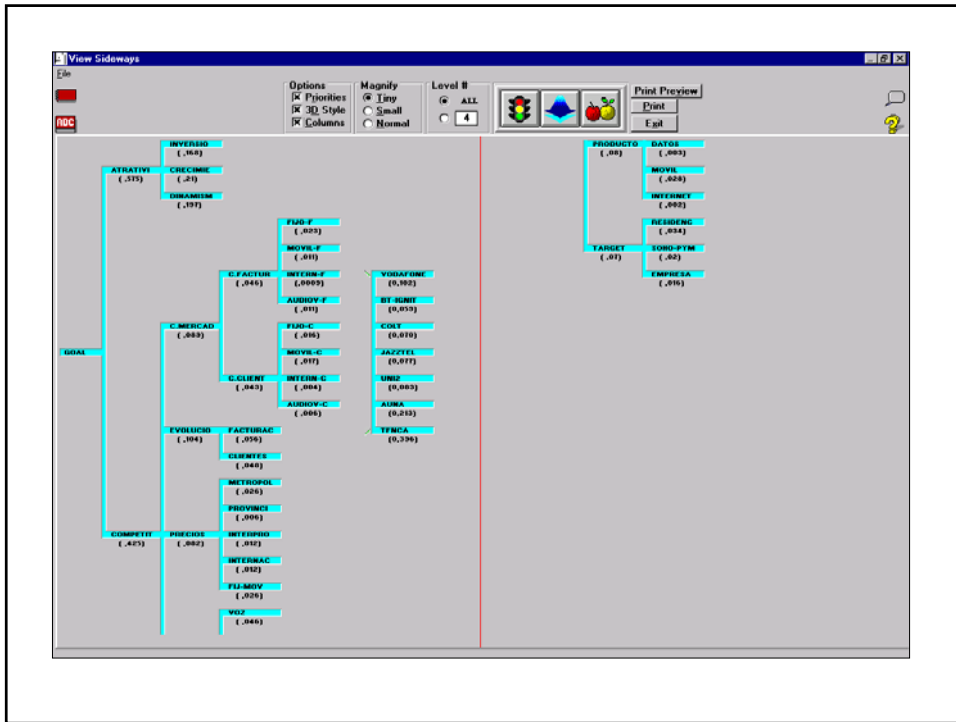 View Sideways
File
Options
Priorities
3D Style
Columns
Magnify
Tiny
Small
Normal
Level #
ALL
4
Print Preview
Print
Exit
ABC
INVERSIO
( ,168)
ATRATIVI
( ,575)
CRECIMIE
( ,21)
DINAMISM
( ,197)
FIJO-F
( ,023)
MOVIL-F
( ,011)
C.FACTUR
( ,046)
INTERN-F
( ,0009)
AUDIOV-F
( ,011)
C.MERCAD
( ,089)
FIJO-C
( ,016)
MOVIL-C
( ,017)
GOAL
C.CLIENT
( ,043)
INTERN-C
( ,004)
AUDIOV-C
( ,006)
VODAFONE
(0,102)
BT-IGNIT
COLT
(0,070)
JAZZTEL
(0,077)
UNI2
(0,083)
AUNA
(0,213)
TENCA
(0,396)
EVOLUCIO
( ,104)
FACTURAC
( ,056)
CLIENTES
( ,048)
METROPOL
( ,026)
PROVINCI
( ,006)
COMPETIT
( ,425)
PRECIOS
( ,082)
INTERPRO
( ,012)
INTERNAC
( ,012)
FIJ-MOV
( ,026)
VOZ
( ,046)
PRODUCTO
( ,08)
DATOS
( ,003)
MOVIL
( ,028)
INTERNET
( ,002)
RESIDENC
( ,034)
TARGET
( ,07)
SOHO-PYM
( ,02)
EMPRESA
( ,016)